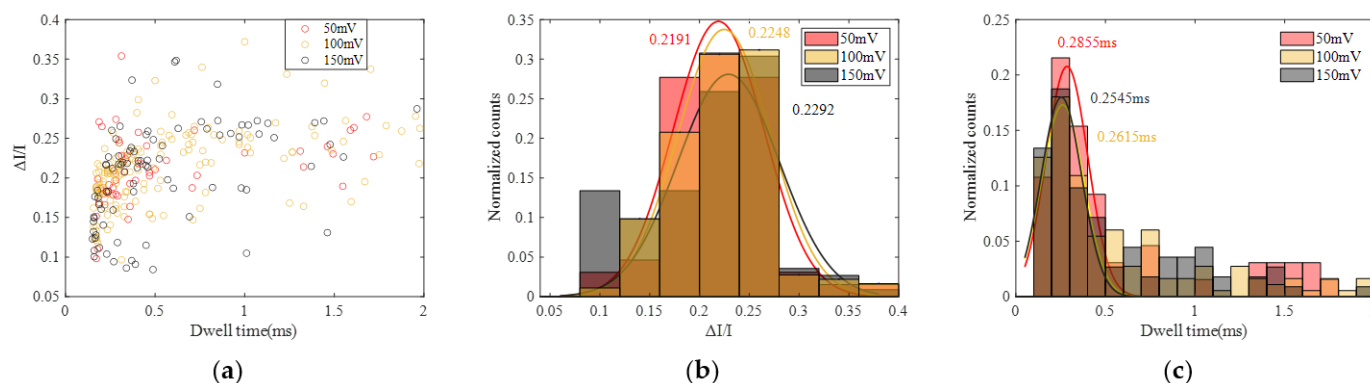 0.4
0.35
0.3
0.25
0.2
0.15
0.1
0.05
ΔI/I
0
0.5
1
1.5
2
Dwell time(ms)
50mV
100mV
150mV
(a)
0.35
0.3
0.25
0.2
0.15
0.1
0.05
0
Normalized counts
0.05
0.1
0.15
0.2
0.25
0.3
0.35
0.4
ΔI/I
0.2191
0.2248
0.2292
50mV
100mV
150mV
(b)
0.25
0.2
0.15
0.1
0.05
0
Normalized counts
0
0.5
1
1.5
Dwell time(ms)
0.2855ms
0.2545ms
0.2615ms
50mV
100mV
150mV
(c)